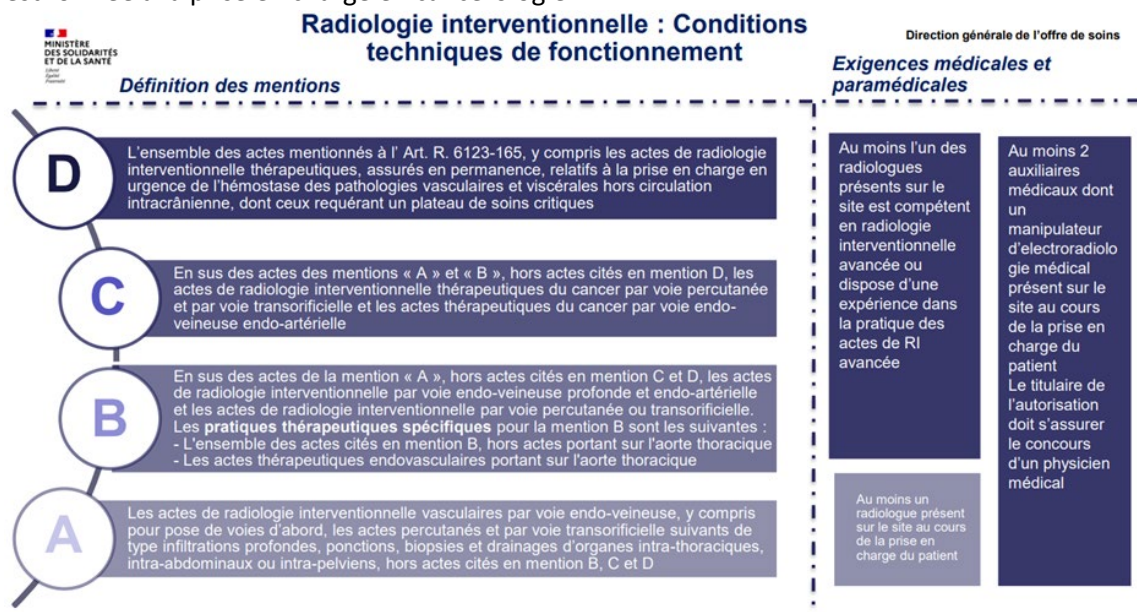 Radiologie interventionnelle : Conditions
techniques de fonctionnement
MINISTÈRE
DES SOLIDARITÉS
ET DE LA SANTÉ
Liberté
Égalité
Fraternité
Direction générale de l'offre de soins
Définition des mentions
Exigences médicales et
paramédicales
D
L'ensemble des actes mentionnés à l' Art. R. 6123-165, y compris les actes de radiologie
interventionnelle thérapeutiques, assurés en permanence, relatifs à la prise en charge en
urgence de l'hémostase des pathologies vasculaires et viscérales hors circulation
intracrânienne, dont ceux requérant un plateau de soins critiques
C
En sus des actes des mentions « A » et « B », hors actes cités en mention D, les
actes de radiologie interventionnelle thérapeutiques du cancer par voie percutanée
et par voie transorificielle et les actes thérapeutiques du cancer par voie endo-
veineuse endo-artérielle
B
En sus des actes de la mention « A », hors actes cités en mention C et D, les actes
de radiologie interventionnelle par voie endo-veineuse profonde et endo-artérielle
et les actes de radiologie interventionnelle par voie percutanée ou transorificielle.
Les pratiques thérapeutiques spécifiques pour la mention B sont les suivantes :
- L'ensemble des actes cités en mention B, hors actes portant sur l'aorte thoracique
- Les actes thérapeutiques endovasculaires portant sur l'aorte thoracique
A
Les actes de radiologie interventionnelle vasculaires par voie endo-veineuse, y compris
pour pose de voies d'abord, les actes percutanés et par voie transorificielle suivants de
type infiltrations profondes, ponctions, biopsies et drainages d'organes intra-thoraciques,
intra-abdominaux ou intra-pelviens, hors actes cités en mention B, C et D
Au moins l'un des
radiologues
présents sur le
site est compétent
en radiologie
interventionnelle
avancée ou
dispose d'une
expérience dans
la pratique des
actes de RI
avancée
Au moins un
radiologue présent
sur le site au cours
de la prise en
charge du patient
Au moins 2
auxiliaires
médicaux dont
un
manipulateur
d'electroradiolo
gie médical
présent sur le
site au cours
de la prise en
charge du
patient
Le titulaire de
l'autorisation
doit s'assurer
le concours
d'un physicien
médical